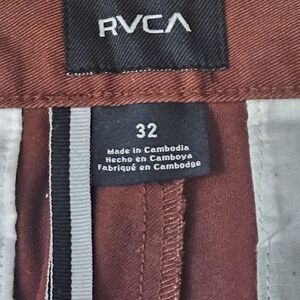 RVCA
32
Made in Cambodia
Hecho en Camboya
Fabriqué en Cambodge